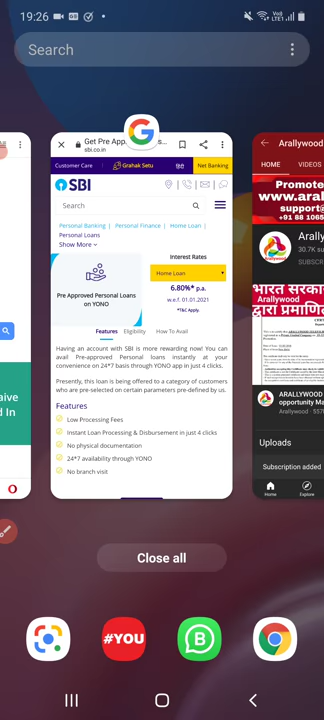 19:26
Search
Get Pre App
s...
sbi.co.in
Customer Care
Grahak Setu
हिंदी
Net Banking
SBI
Search
Personal Banking | Personal Finance | Home Loan |
Personal Loans
Show More
Interest Rates
Home Loan
6.80%* p.a.
w.e.f. 01.01.2021
*T&C Apply.
Pre Approved Personal Loans
on YONO
Features
Eligibility
How To Avail
Having an account with SBI is more rewarding now! You can
avail Pre-approved Personal loans instantly at your
convenience on 24*7 basis through YONO app in just 4 clicks.
Presently, this loan is being offered to a category of customers
who are pre-selected on certain parameters pre-defined by us.
Features
Low Processing Fees
Instant Loan Processing & Disbursement in just 4 clicks
No physical documentation
24*7 availability through YONO
No branch visit
aive
d In
Arallywood
HOME
VIDEOS
Promote
www.ara
support@
+91 88 1065
Arally
30.7K su
SUBSCR
भारत सरकार
Arallywood
द्वारा प्रमाणि
ARALLYWOOD
opportunity Ma
Arallywood · 557
Uploads
Subscription added
Home
Explore
Close all
#YOU